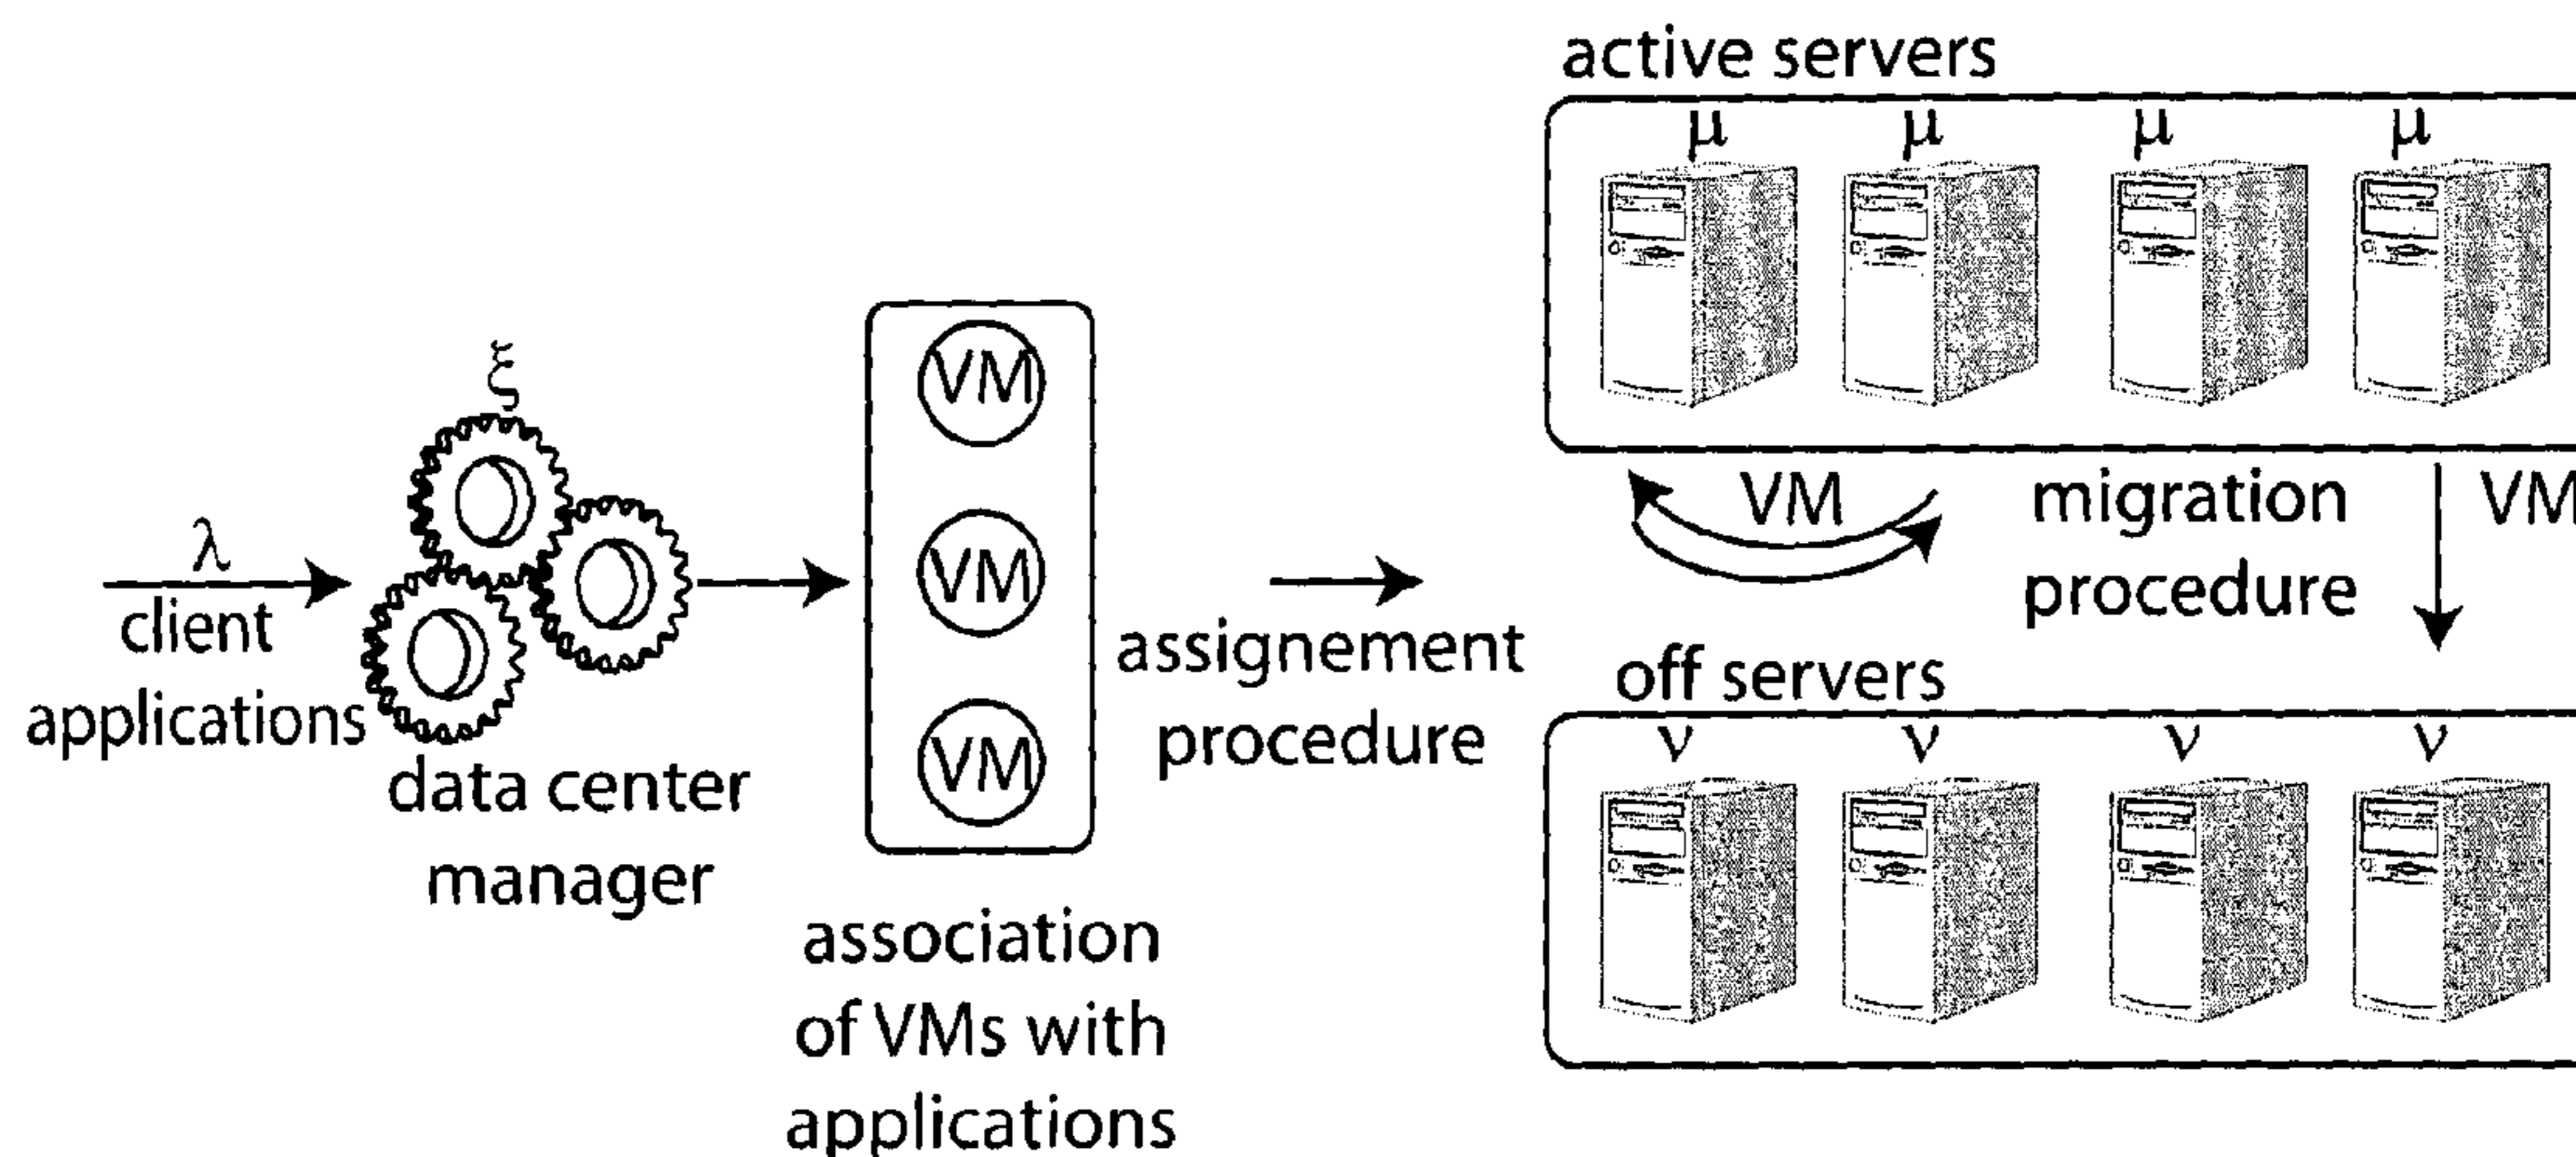 active servers
μ μ μ μ
ξ
VM
λ
client
applications
data center
manager
VM
VM
association
of VMs with
applications
assignement
procedure
VM
migration
procedure
VM
off servers
ν ν ν ν